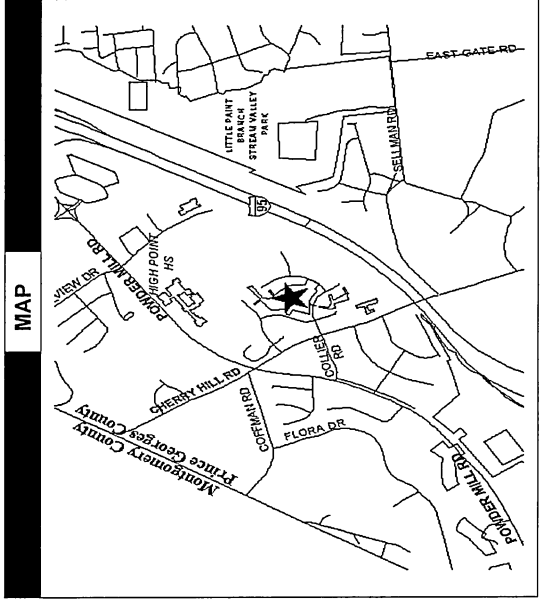 MAP
EAST GATE RD
LITTLE PAINT
BRANCH
STREAM VALLEY
PARK
SELLMAN RD
95
VIEW DR
POWDER MILL RD
HIGH POINT
HS
COLLIER
RD
CHERRY HILL RD
COFFMAN RD
FLORA DR
Montgomery County
Prince Georges County
POWDER MILL RD